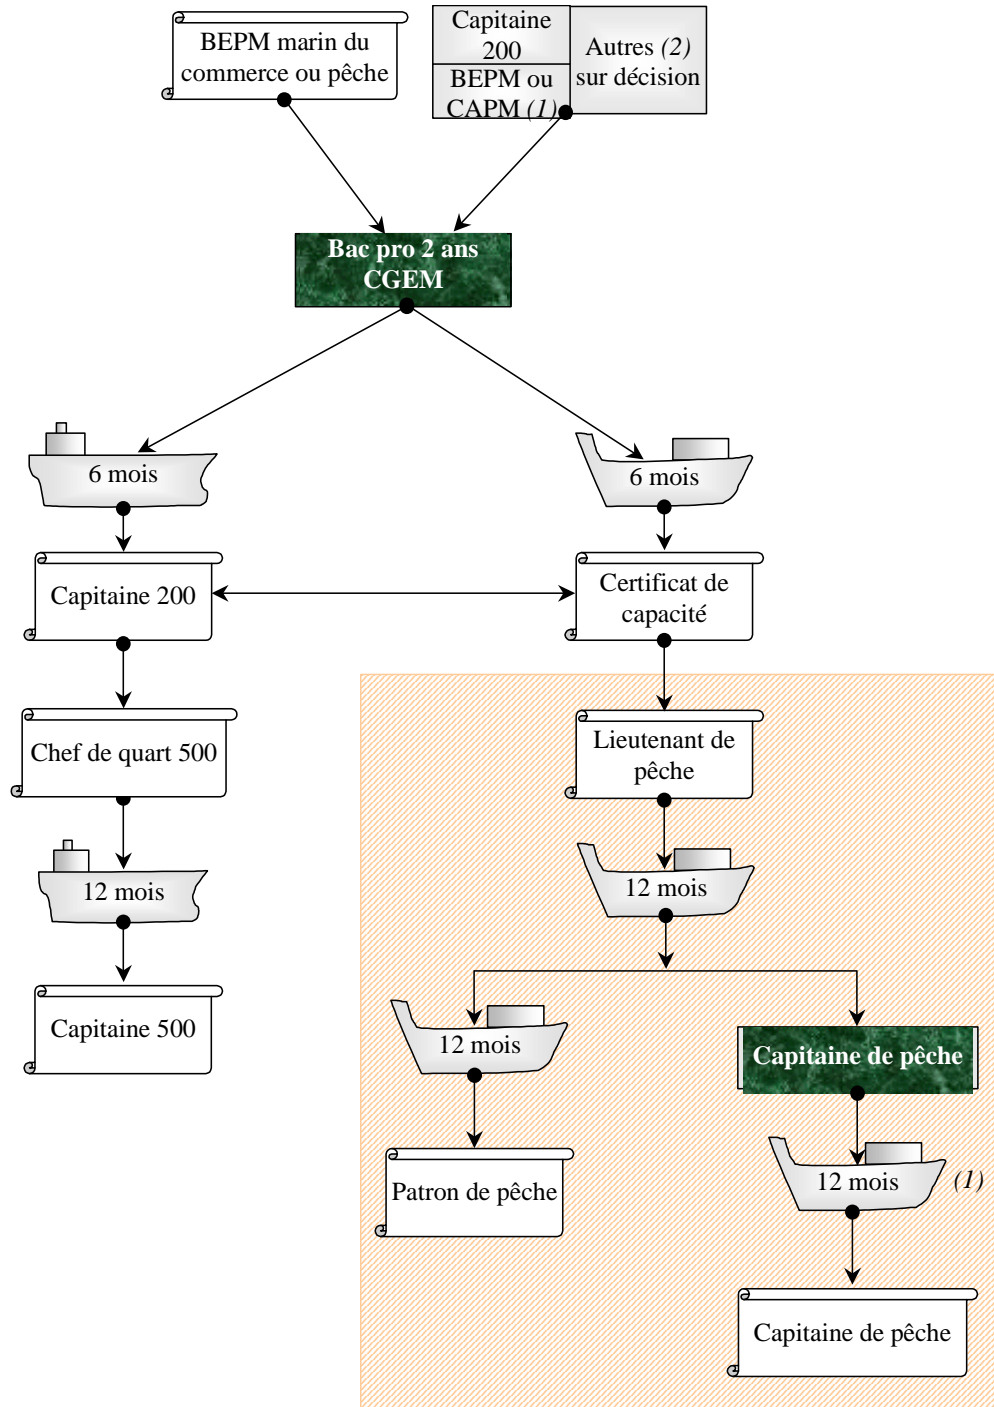 BEPM marin du
commerce ou pêche
Capitaine
200
BEPM ou
CAPM (1)
Autres (2)
sur décision
Bac pro 2 ans
CGEM
6 mois
6 mois
Capitaine 200
Certificat de
capacité
Chef de quart 500
Lieutenant de
pêche
12 mois
12 mois
Capitaine 500
12 mois
Capitaine de pêche
Patron de pêche
12 mois
(1)
Capitaine de pêche